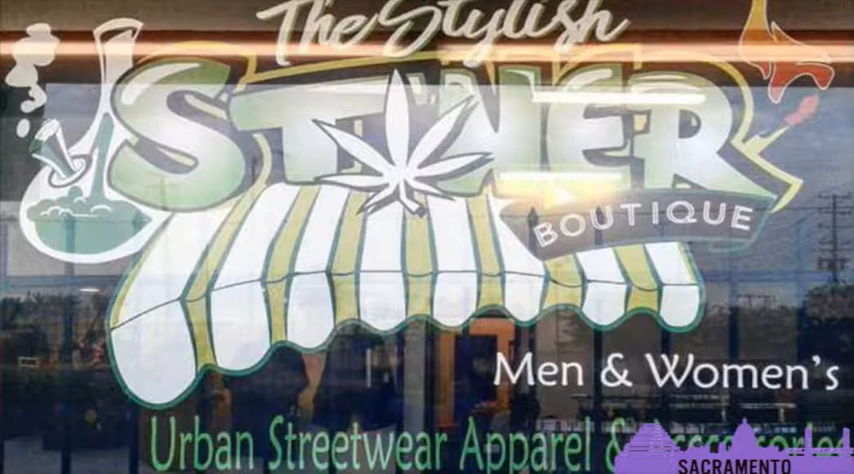 The Stylish
STONER
BOUTIQUE
Men & Women's
Urban Streetwear Apparel &
SACRAMENTO